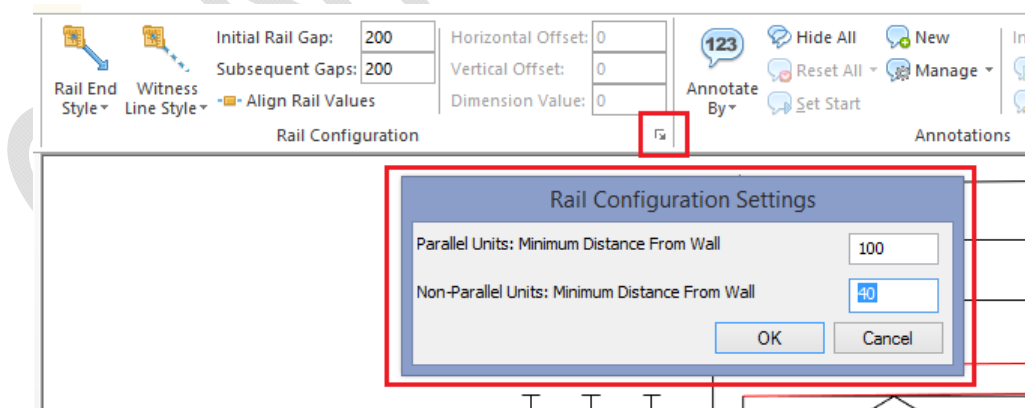 Initial Rail Gap: 200
Subsequent Gaps: 200
Align Rail Values
Rail End Style
Witness Line Style
Horizontal Offset: 0
Vertical Offset: 0
Dimension Value: 0
Rail Configuration
123
Annotate By
Hide All
Reset All
Set Start
New
Manage
In
Annotations
Rail Configuration Settings
Parallel Units: Minimum Distance From Wall 100
Non-Parallel Units: Minimum Distance From Wall 40
OK Cancel